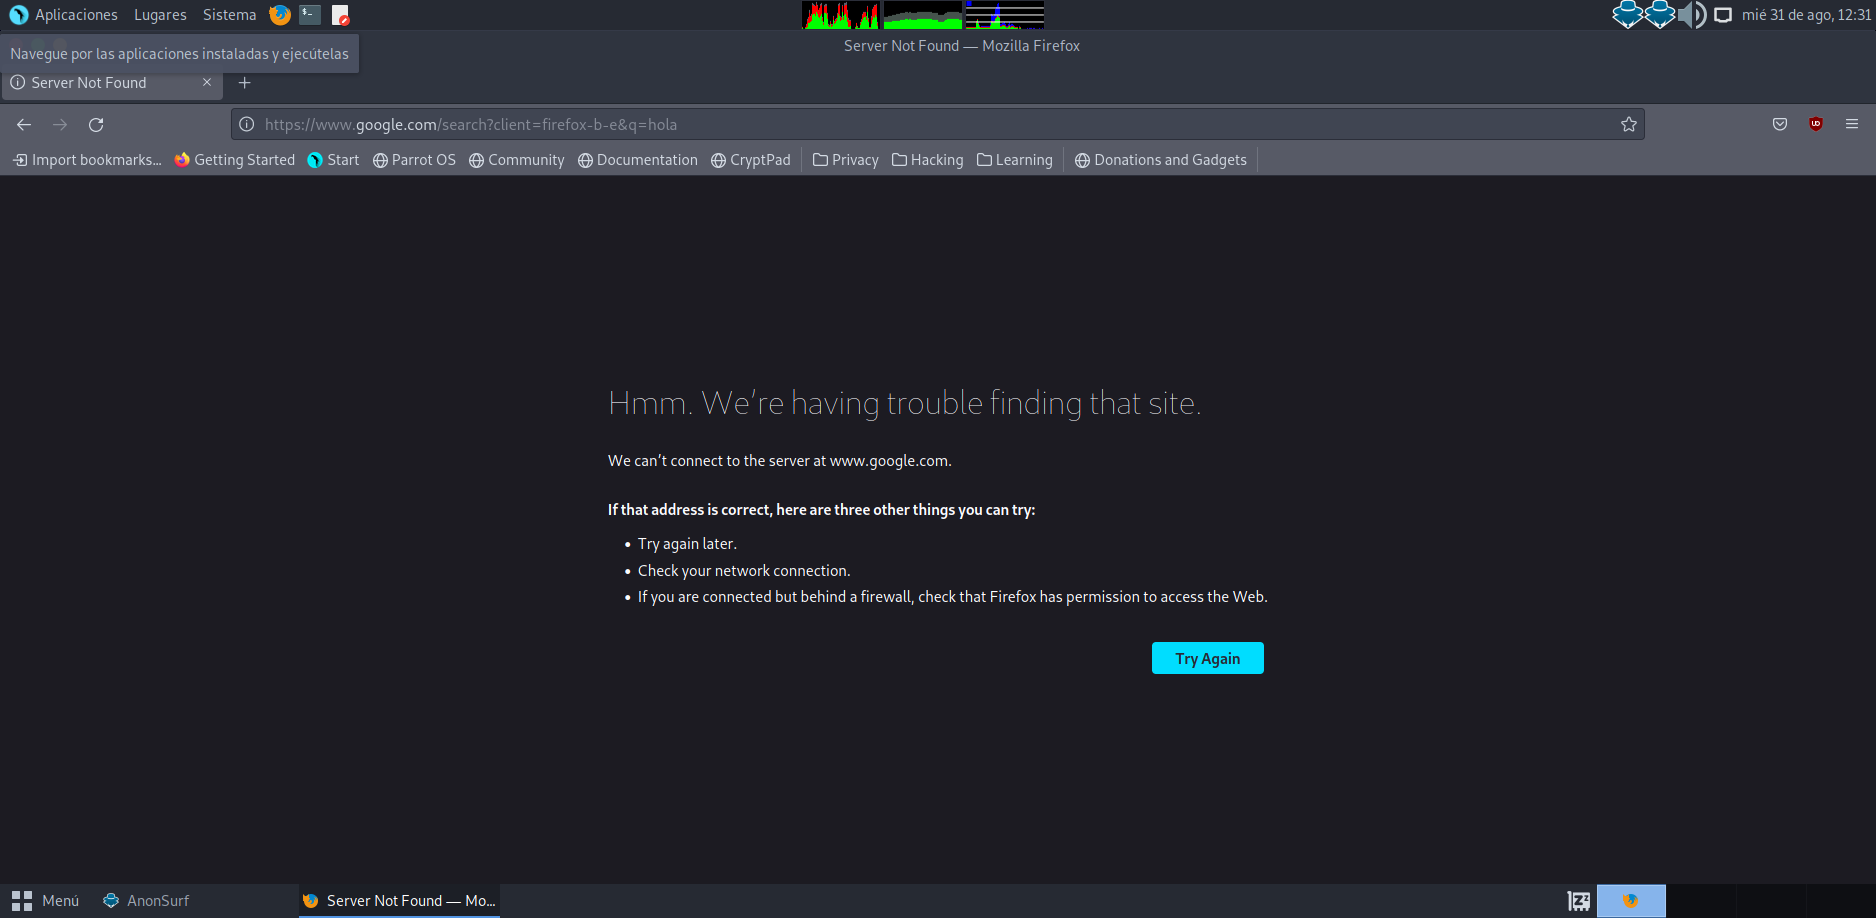 Aplicaciones Lugares Sistema mié 31 de ago, 12:31
Server Not Found — Mozilla Firefox
Navegue por las aplicaciones instaladas y ejecútelas
Server Not Found
https://www.google.com/search?client=firefox-b-e&q=hola
Import bookmarks... Getting Started Start Parrot OS Community Documentation CryptPad Privacy Hacking Learning Donations and Gadgets
Hmm. We're having trouble finding that site.
We can't connect to the server at www.google.com.
If that address is correct, here are three other things you can try:
• Try again later.
• Check your network connection.
• If you are connected but behind a firewall, check that Firefox has permission to access the Web.
Try Again
Menú AnonSurf Server Not Found — Mo...